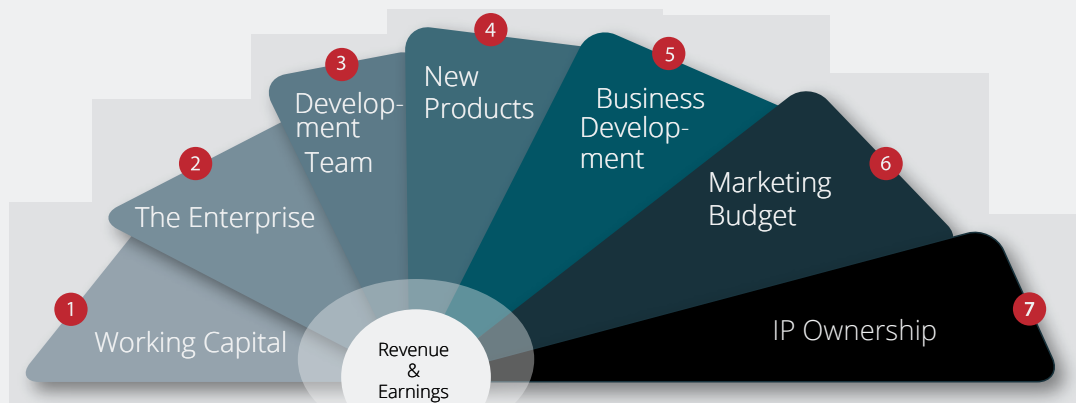 1
Working Capital
2
The Enterprise
3
Develop-
ment
Team
4
New
Products
5
Business
Develop-
ment
6
Marketing
Budget
7
IP Ownership
Revenue
&
Earnings